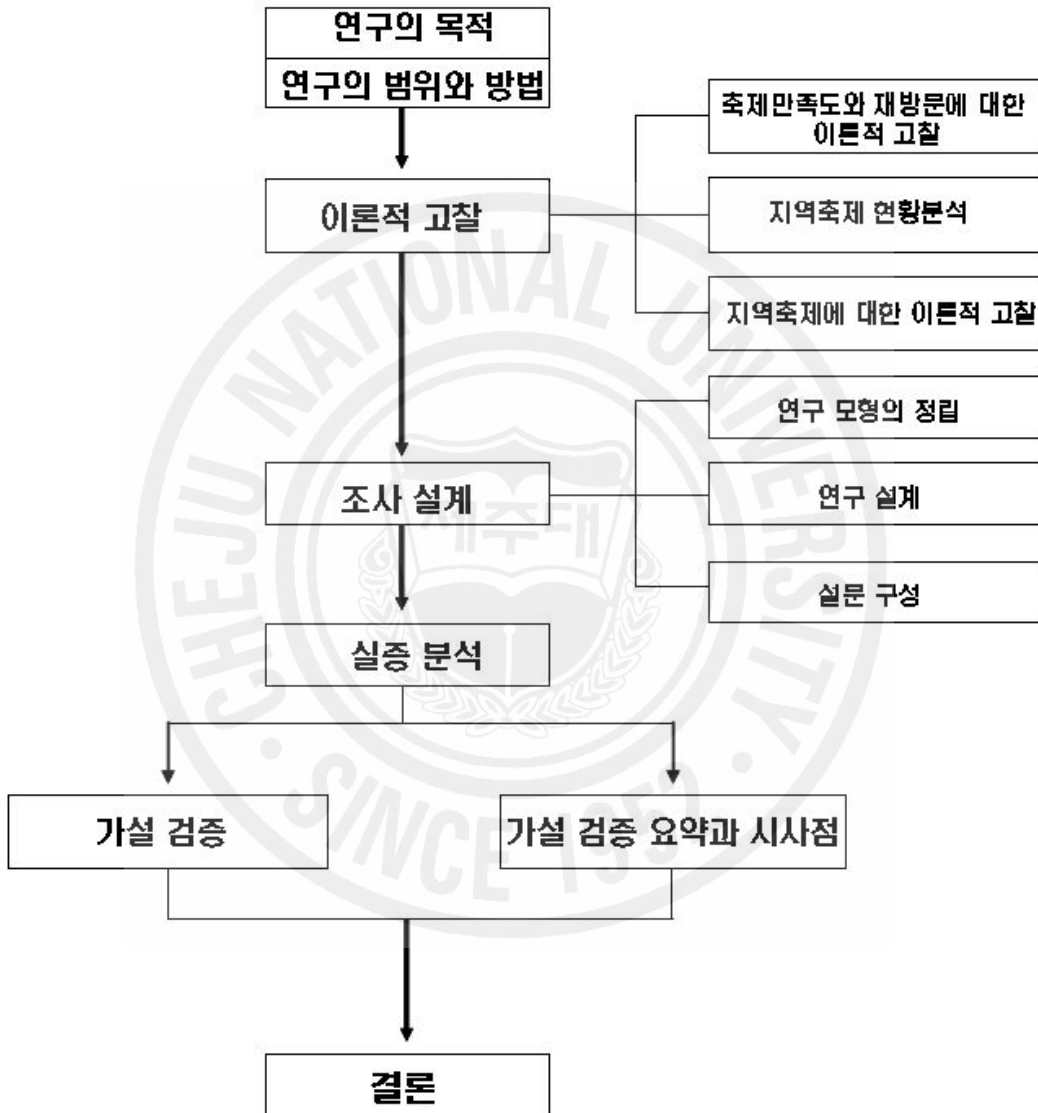 연구의 목적
연구의 범위와 방법
이론적 고찰
축제만족도와 재방문에 대한
이론적 고찰
지역축제 현황분석
지역축제에 대한 이론적 고찰
조사 설계
연구 모형의 정립
연구 설계
설문 구성
실증 분석
가설 검증
가설 검증 요약과 시사점
결론
CHEJU NATIONAL UNIVERSITY
제주대
SINCE 1952